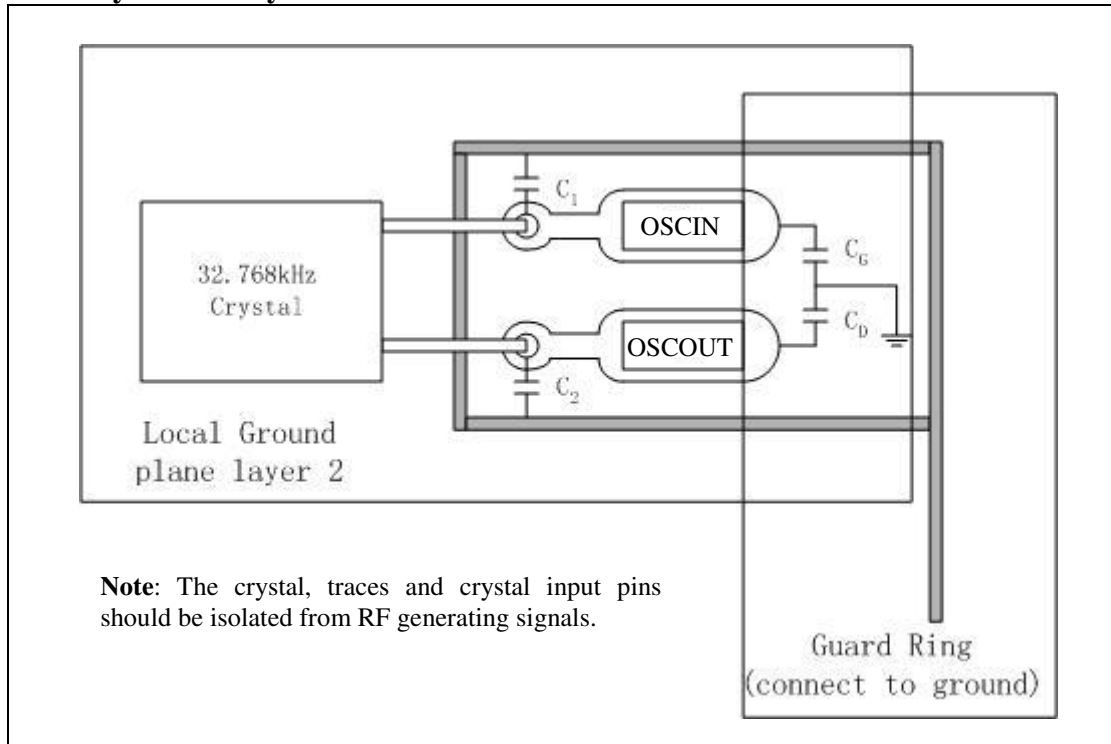 C1
OSCIN
CG
32.768kHz
Crystal
OSCOUT
CD
C2
Local Ground
plane layer 2
Note: The crystal, traces and crystal input pins
should be isolated from RF generating signals.
Guard Ring
(connect to ground)